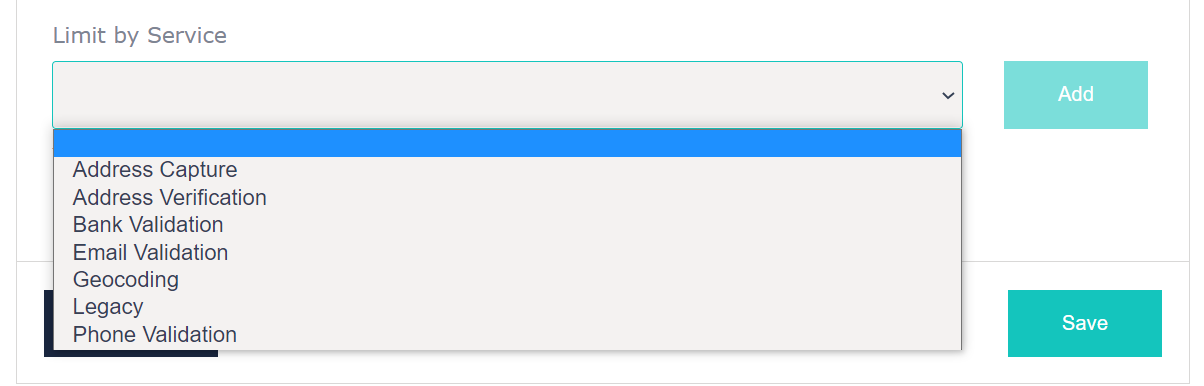 Limit by Service
Add
Address Capture
Address Verification
Bank Validation
Email Validation
Geocoding
Legacy
Phone Validation
Save